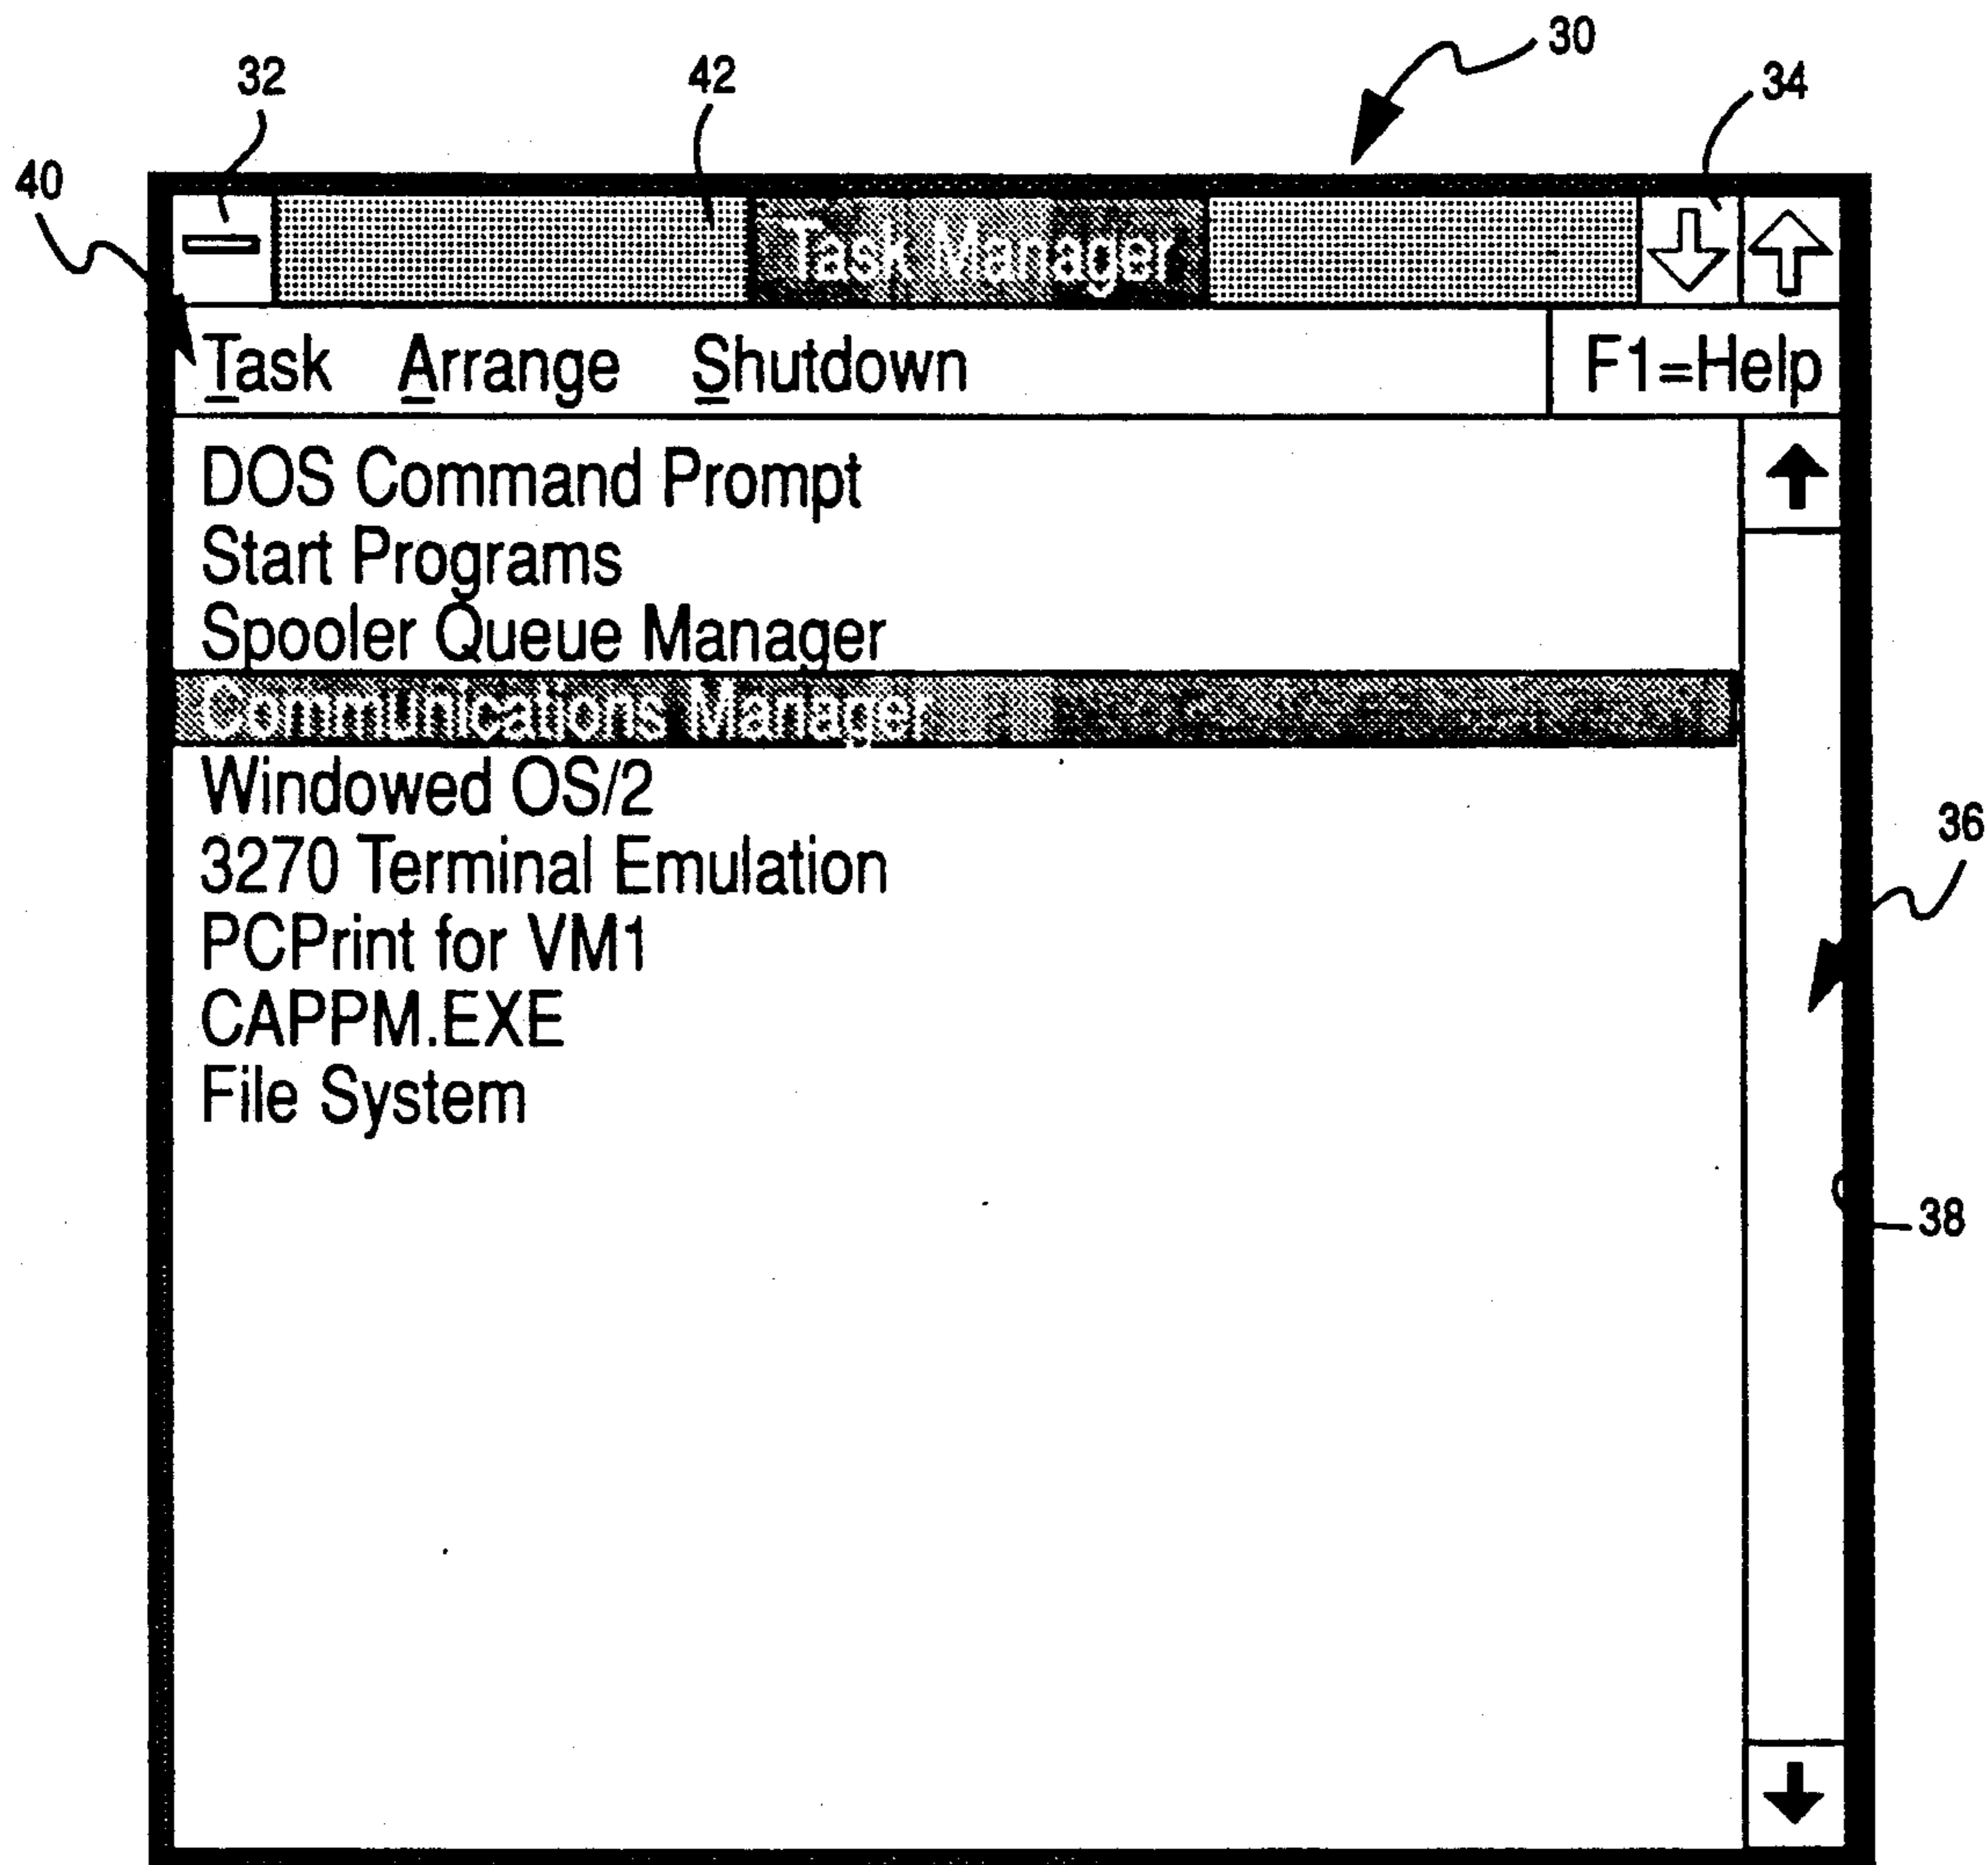 30
32
42
34
40
Task Manager
Task Arrange Shutdown F1=Help
DOS Command Prompt
Start Programs
Spooler Queue Manager
Communications Manager
Windowed OS/2
36
3270 Terminal Emulation
PCPrint for VM1
CAPPM.EXE
File System
38